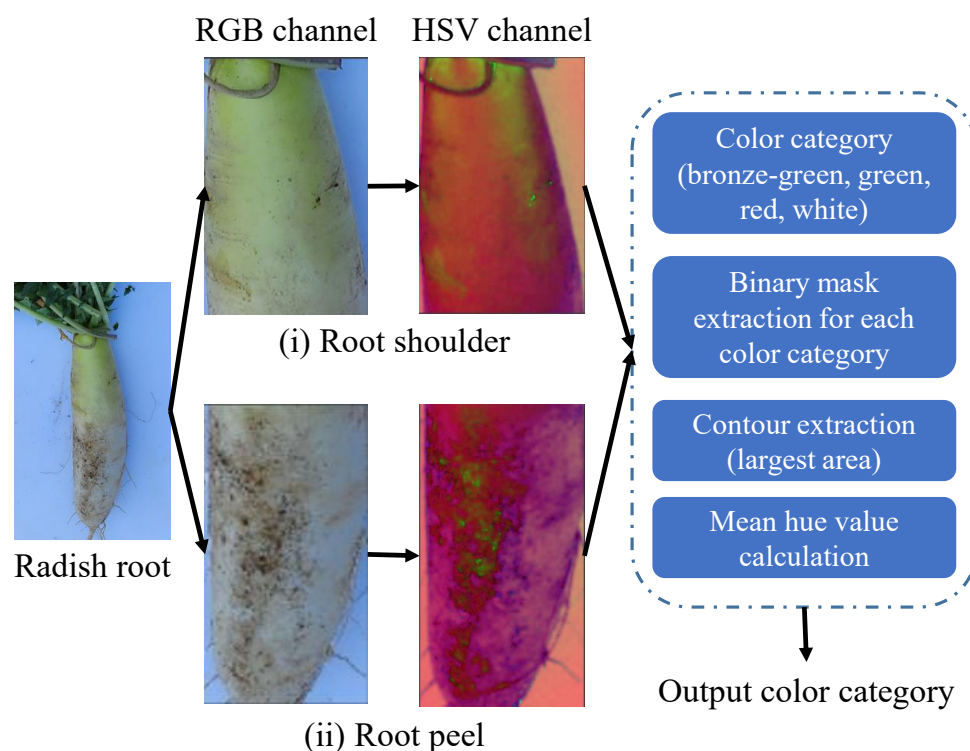 RGB channel
HSV channel
(i) Root shoulder
Radish root
(ii) Root peel
Color category
(bronze-green, green,
red, white)
Binary mask
extraction for each
color category
Contour extraction
(largest area)
Mean hue value
calculation
Output color category